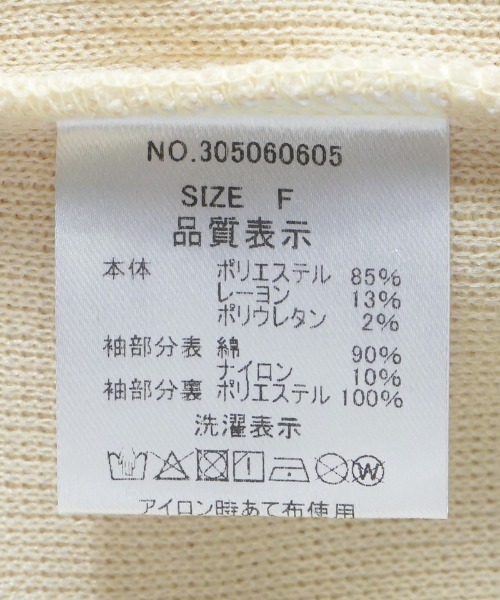 NO.305060605
SIZE F
品質表示
本体 ポリエステル 85%
レーヨン 13%
ポリウレタン 2%
袖部分表 綿 90%
ナイロン 10%
袖部分裏 ポリエステル 100%
洗濯表示
W
アイロン時あて布使用